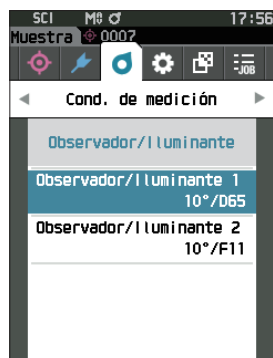 SCI M0 17:56
Muestra 0007
-JOB
Cond. de medición
Observador/Iluminante
Observador/Iluminante 1
10°/D65
Observador/Iluminante 2
10°/F11